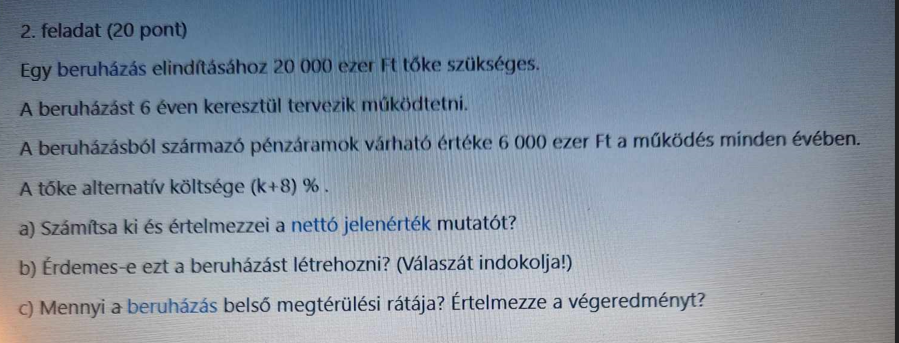 2. feladat (20 pont)
Egy beruházás elindításához 20 000 ezer Ft tőke szükséges.
A beruházást 6 éven keresztül tervezik működtetni.
A beruházásból származó pénzáramok várható értéke 6 000 ezer Ft a működés minden évében.
A tőke alternatív költsége (k+8) % .
a) Számítsa ki és értelmezzei a nettó jelenérték mutatót?
b) Érdemes-e ezt a beruházást létrehozni? (Válaszát indokolja!)
c) Mennyi a beruházás belső megtérülési rátája? Értelmezze a végeredményt?